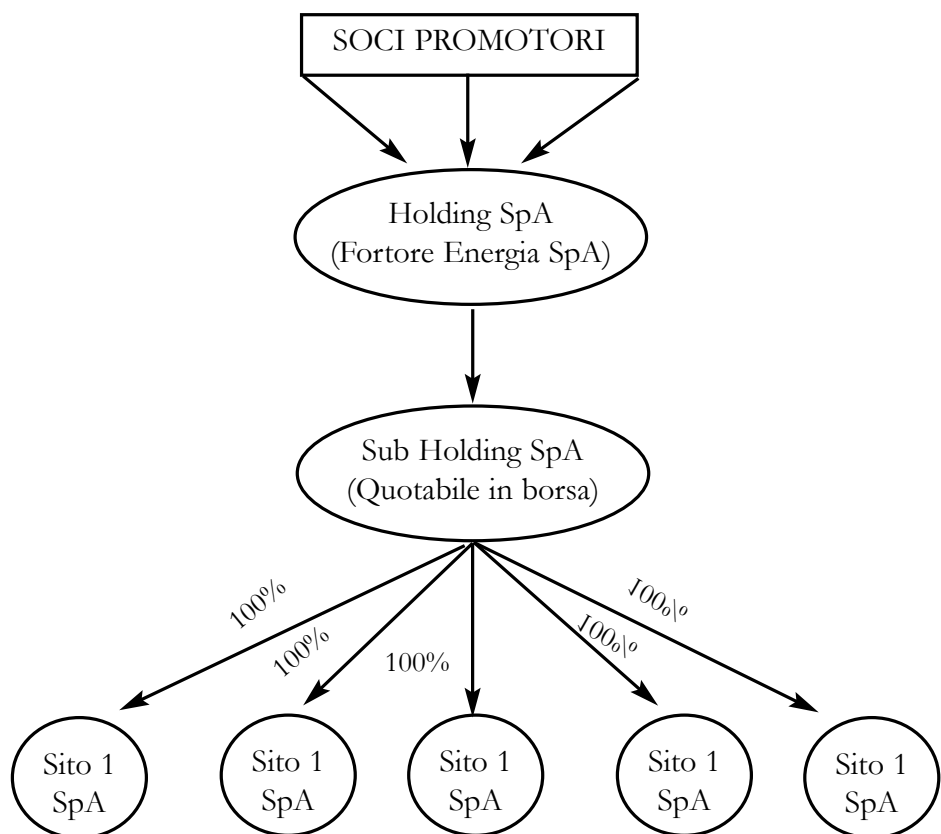 SOCI PROMOTORI
Holding SpA
(Fortore Energia SpA)
Sub Holding SpA
(Quotabile in borsa)
100%
100%
100%
100%
100%
Sito 1
SpA
Sito 1
SpA
Sito 1
SpA
Sito 1
SpA
Sito 1
SpA